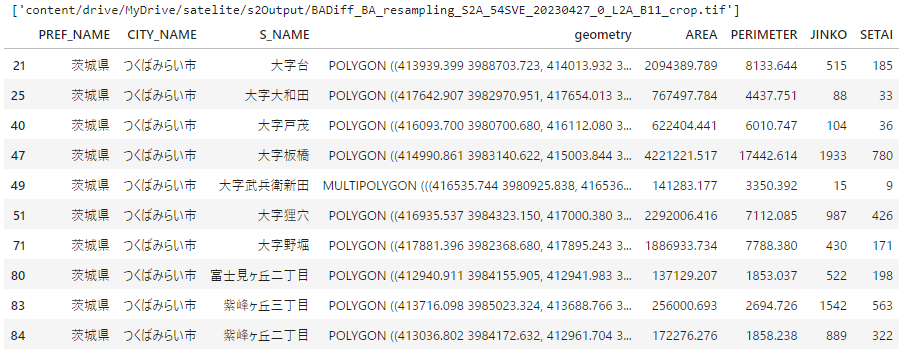 ['content/drive/MyDrive/satelite/s2Output/BADiff_BA_resampling_S2A_54SVE_20230427_0_L2A_B11_crop.tif']
PREF_NAME CITY_NAME S_NAME geometry AREA PERIMETER JINKO SETAI
21 茨城県 つくばみらい市 大字台 POLYGON ((413939.399 3988703.723, 414013.932 3... 2094389.789 8133.644 515 185
25 茨城県 つくばみらい市 大字大和田 POLYGON ((417642.907 3982970.951, 417654.013 3... 767497.784 4437.751 88 33
40 茨城県 つくばみらい市 大字戸茂 POLYGON ((416093.700 3980700.680, 416112.080 3... 622404.441 6010.747 104 36
47 茨城県 つくばみらい市 大字板橋 POLYGON ((414990.861 3983140.622, 415003.844 3... 4221221.517 17442.614 1933 780
49 茨城県 つくばみらい市 大字武兵衛新田 MULTIPOLYGON (((416535.744 3980925.838, 416536... 141283.177 3350.392 15 9
51 茨城県 つくばみらい市 大字狸穴 POLYGON ((416935.537 3984323.150, 417000.380 3... 2292006.416 7112.085 987 426
71 茨城県 つくばみらい市 大字野堀 POLYGON ((417881.396 3982368.680, 417895.243 3... 1886933.734 7788.380 430 171
80 茨城県 つくばみらい市 富士見ヶ丘二丁目 POLYGON ((412940.911 3984155.905, 412941.983 3... 137129.207 1853.037 522 198
83 茨城県 つくばみらい市 紫峰ヶ丘三丁目 POLYGON ((413716.098 3985023.324, 413688.766 3... 256000.693 2694.726 1542 563
84 茨城県 つくばみらい市 紫峰ヶ丘二丁目 POLYGON ((413036.802 3984172.632, 412961.704 3... 172276.276 1858.238 889 322